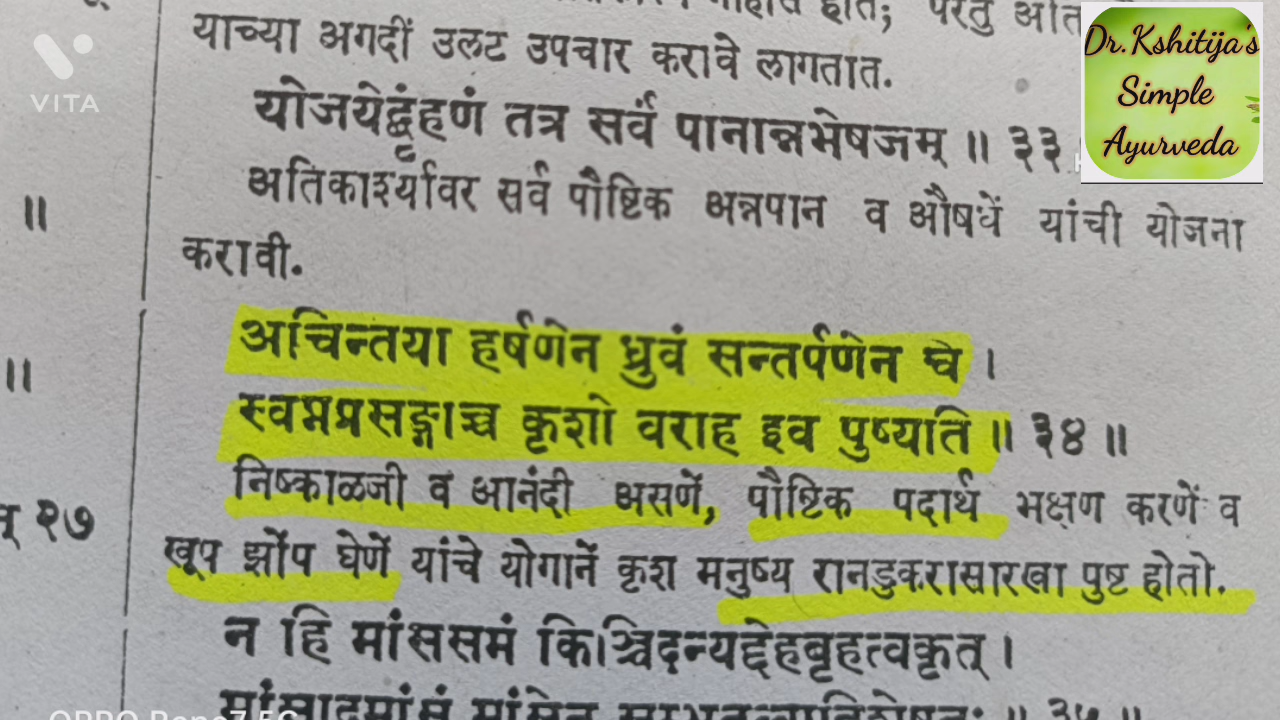 होत; परंतु
याच्या अगदीं उलट उपचार करावे लागतात.
योजयेद्बृंहणं तत्र सर्वं पानान्नभेषजम् ॥ ३३
अतिकार्श्यावर सर्व पौष्टिक अन्नपान व औषधें यांची योजना
करावी.
अचिन्तया हर्षणेन ध्रुवं सन्तर्पणेन च ।
स्वप्नप्रसङ्गाच्च कृशो वराह इव पुष्यति ॥ ३४ ॥
निष्काळजी व आनंदी असणें, पौष्टिक पदार्थ भक्षण करणें व
खूप झोंप घेणें यांचे योगानें कृश मनुष्य रानडुकरासारखा पुष्ट होतो.
न हि मांससमं किञ्चिदन्यद्देहबृहत्वकृत् ।
॥
॥
२७
VITA
Dr.Kshitija's
Simple
Ayurveda